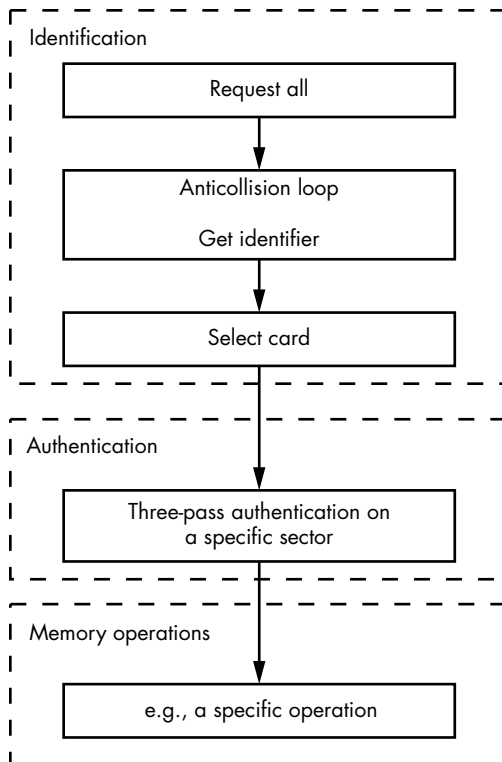 Identification
Request all
Anticollision loop
Get identifier
Select card
Authentication
Three-pass authentication on
a specific sector
Memory operations
e.g., a specific operation